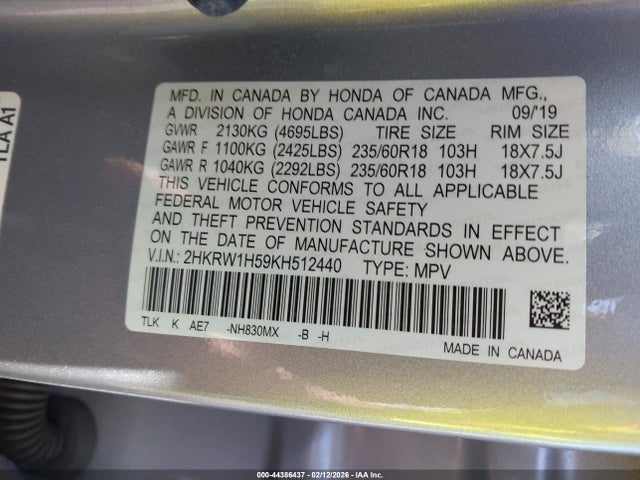 TLA A1
MFD. IN CANADA BY HONDA OF CANADA MFG.,
A DIVISION OF HONDA CANADA INC. 09/'19
GVWR 2130KG (4695LBS) TIRE SIZE RIM SIZE
GAWR F 1100KG (2425LBS) 235/60R18 103H 18X7.5J
GAWR R 1040KG (2292LBS) 235/60R18 103H 18X7.5J
THIS VEHICLE CONFORMS TO ALL APPLICABLE
FEDERAL MOTOR VEHICLE SAFETY
AND THEFT PREVENTION STANDARDS IN EFFECT
ON THE DATE OF MANUFACTURE SHOWN ABOVE.
V.I.N.: 2HKRW1H59KH512440 TYPE: MPV
TLK K AE7 -NH830MX -B -H
MADE IN CANADA
000-44386437 - 02/12/2026 - IAA Inc.